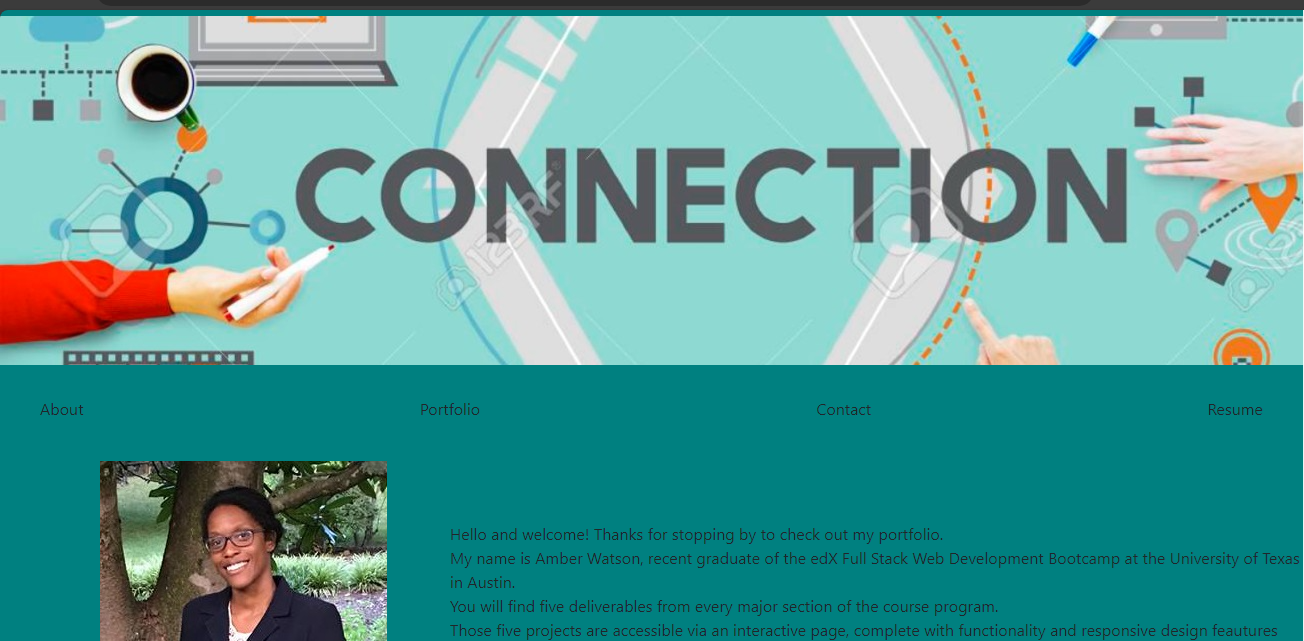 CONNECTION
123RF
About Portfolio Contact Resume
Hello and welcome! Thanks for stopping by to check out my portfolio.
My name is Amber Watson, recent graduate of the edX Full Stack Web Development Bootcamp at the University of Texas
in Austin.
You will find five deliverables from every major section of the course program.
Those five projects are accessible via an interactive page, complete with functionality and responsive design feautures